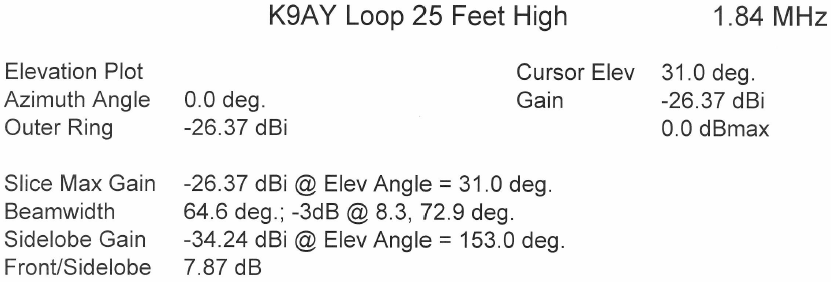 K9AY Loop 25 Feet High 1.84 MHz
Elevation Plot Cursor Elev 31.0 deg.
Azimuth Angle 0.0 deg. Gain -26.37 dBi
Outer Ring -26.37 dBi 0.0 dBmax
Slice Max Gain -26.37 dBi @ Elev Angle = 31.0 deg.
Beamwidth 64.6 deg.; -3dB @ 8.3, 72.9 deg.
Sidelobe Gain -34.24 dBi @ Elev Angle = 153.0 deg.
Front/Sidelobe 7.87 dB